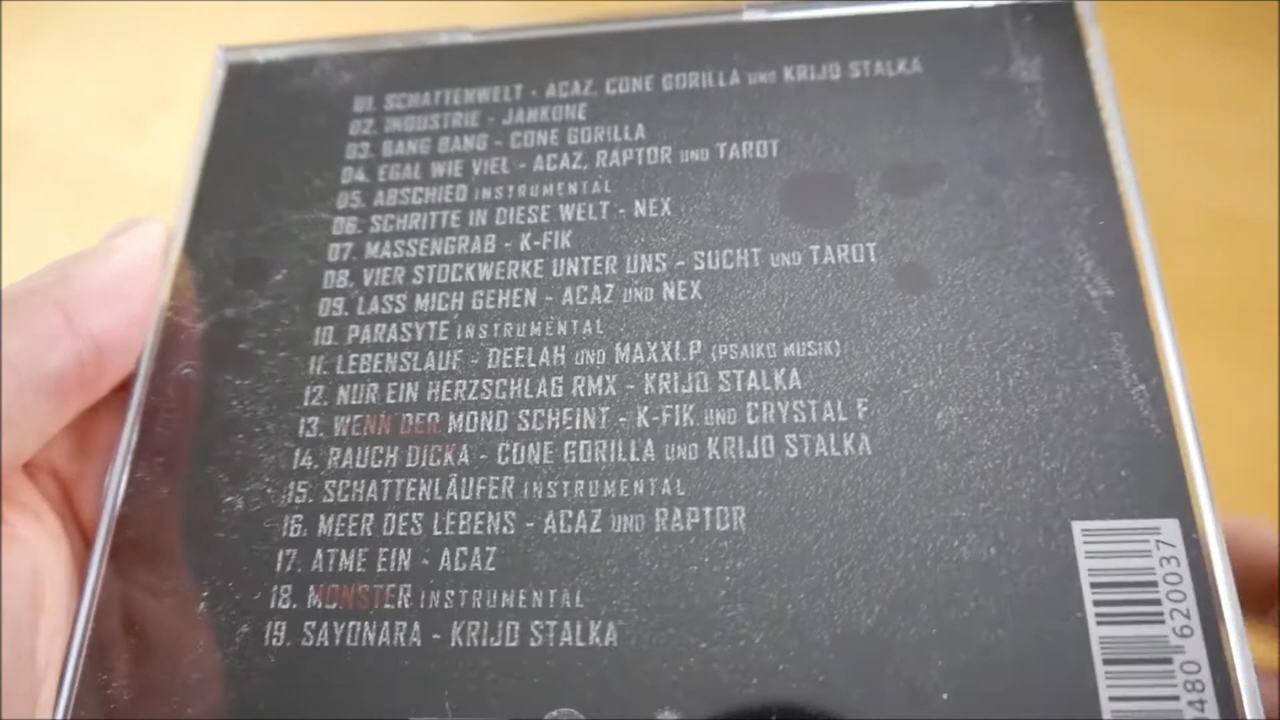 01. SCHATTENWELT - ACAZ, CONE GORILLA UND KRIJO STALKA
02. INDUSTRIE - JANKONE
03. BANG BANG - CONE GORILLA
04. EGAL WIE VIEL - ACAZ, RAPTOR UND TAROT
05. ABSCHIED INSTRUMENTAL
06. SCHRITTE IN DIESE WELT - NEX
07. MASSENGRAB - K-FIK
08. VIER STOCKWERKE UNTER UNS - SUCHT UND TAROT
09. LASS MICH GEHEN - ACAZ UND NEX
10. PARASYTE INSTRUMENTAL
11. LEBENSLAUF - DEELAH UND MAXXI.P (PSAIKO MUSIK)
12. NUR EIN HERZSCHLAG RMX - KRIJO STALKA
13. WENN DER MOND SCHEINT - K-FIK UND CRYSTAL F
14. RAUCH DICKA - CONE GORILLA UND KRIJO STALKA
15. SCHATTENLÄUFER INSTRUMENTAL
16. MEER DES LEBENS - ACAZ UND RAPTOR
17. ATME EIN - ACAZ
18. MONSTER INSTRUMENTAL
19. SAYONARA - KRIJO STALKA
480 620037